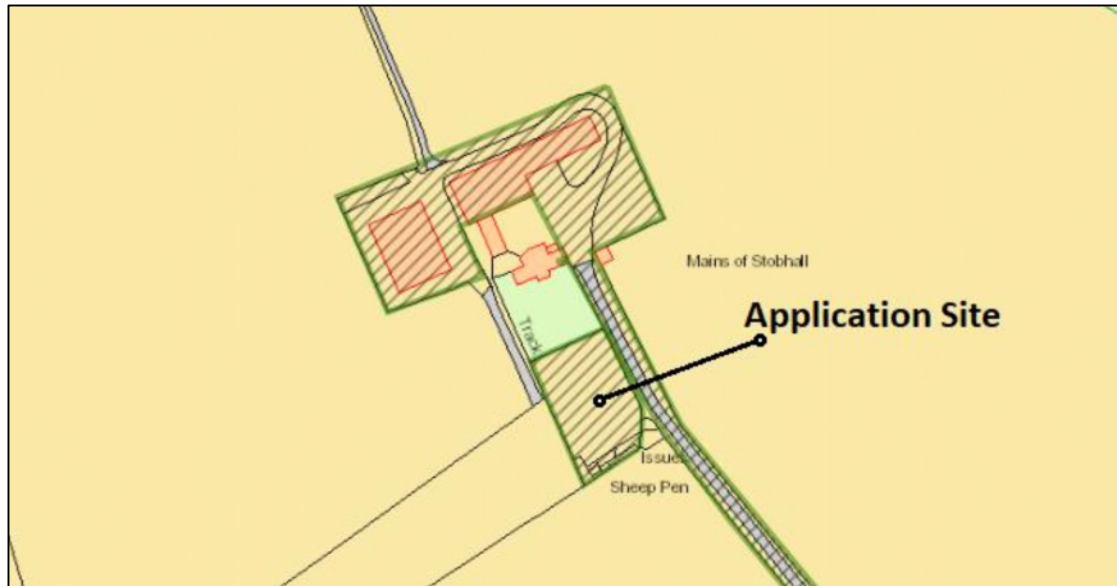 Mains of Stobhall
Application Site
Track
Issues
Sheep Pen